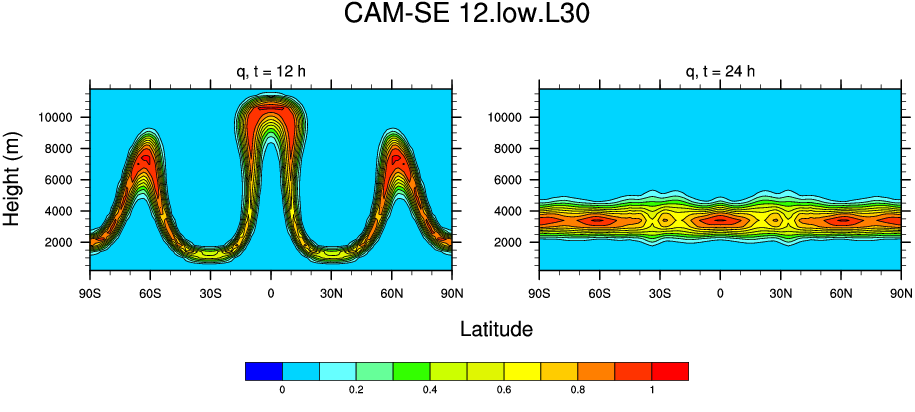 CAM-SE 12.low.L30
q, t = 12 h
q, t = 24 h
Height (m)
10000
8000
6000
4000
2000
90S 60S 30S 0 30N 60N 90N
10000
8000
6000
4000
2000
90S 60S 30S 0 30N 60N 90N
Latitude
0 0.2 0.4 0.6 0.8 1